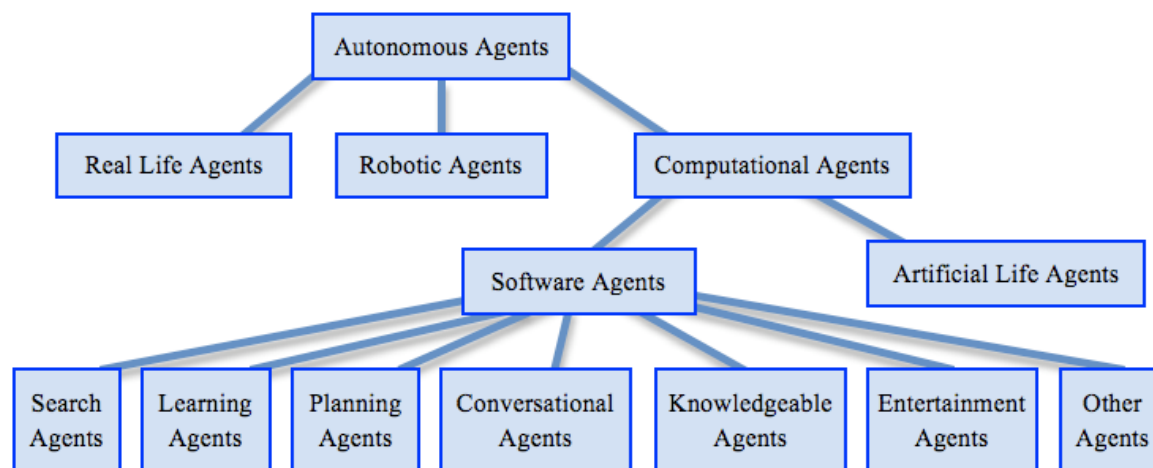 Autonomous Agents
Real Life Agents
Robotic Agents
Computational Agents
Software Agents
Artificial Life Agents
Search
Agents
Learning
Agents
Planning
Agents
Conversational
Agents
Knowledgeable
Agents
Entertainment
Agents
Other
Agents